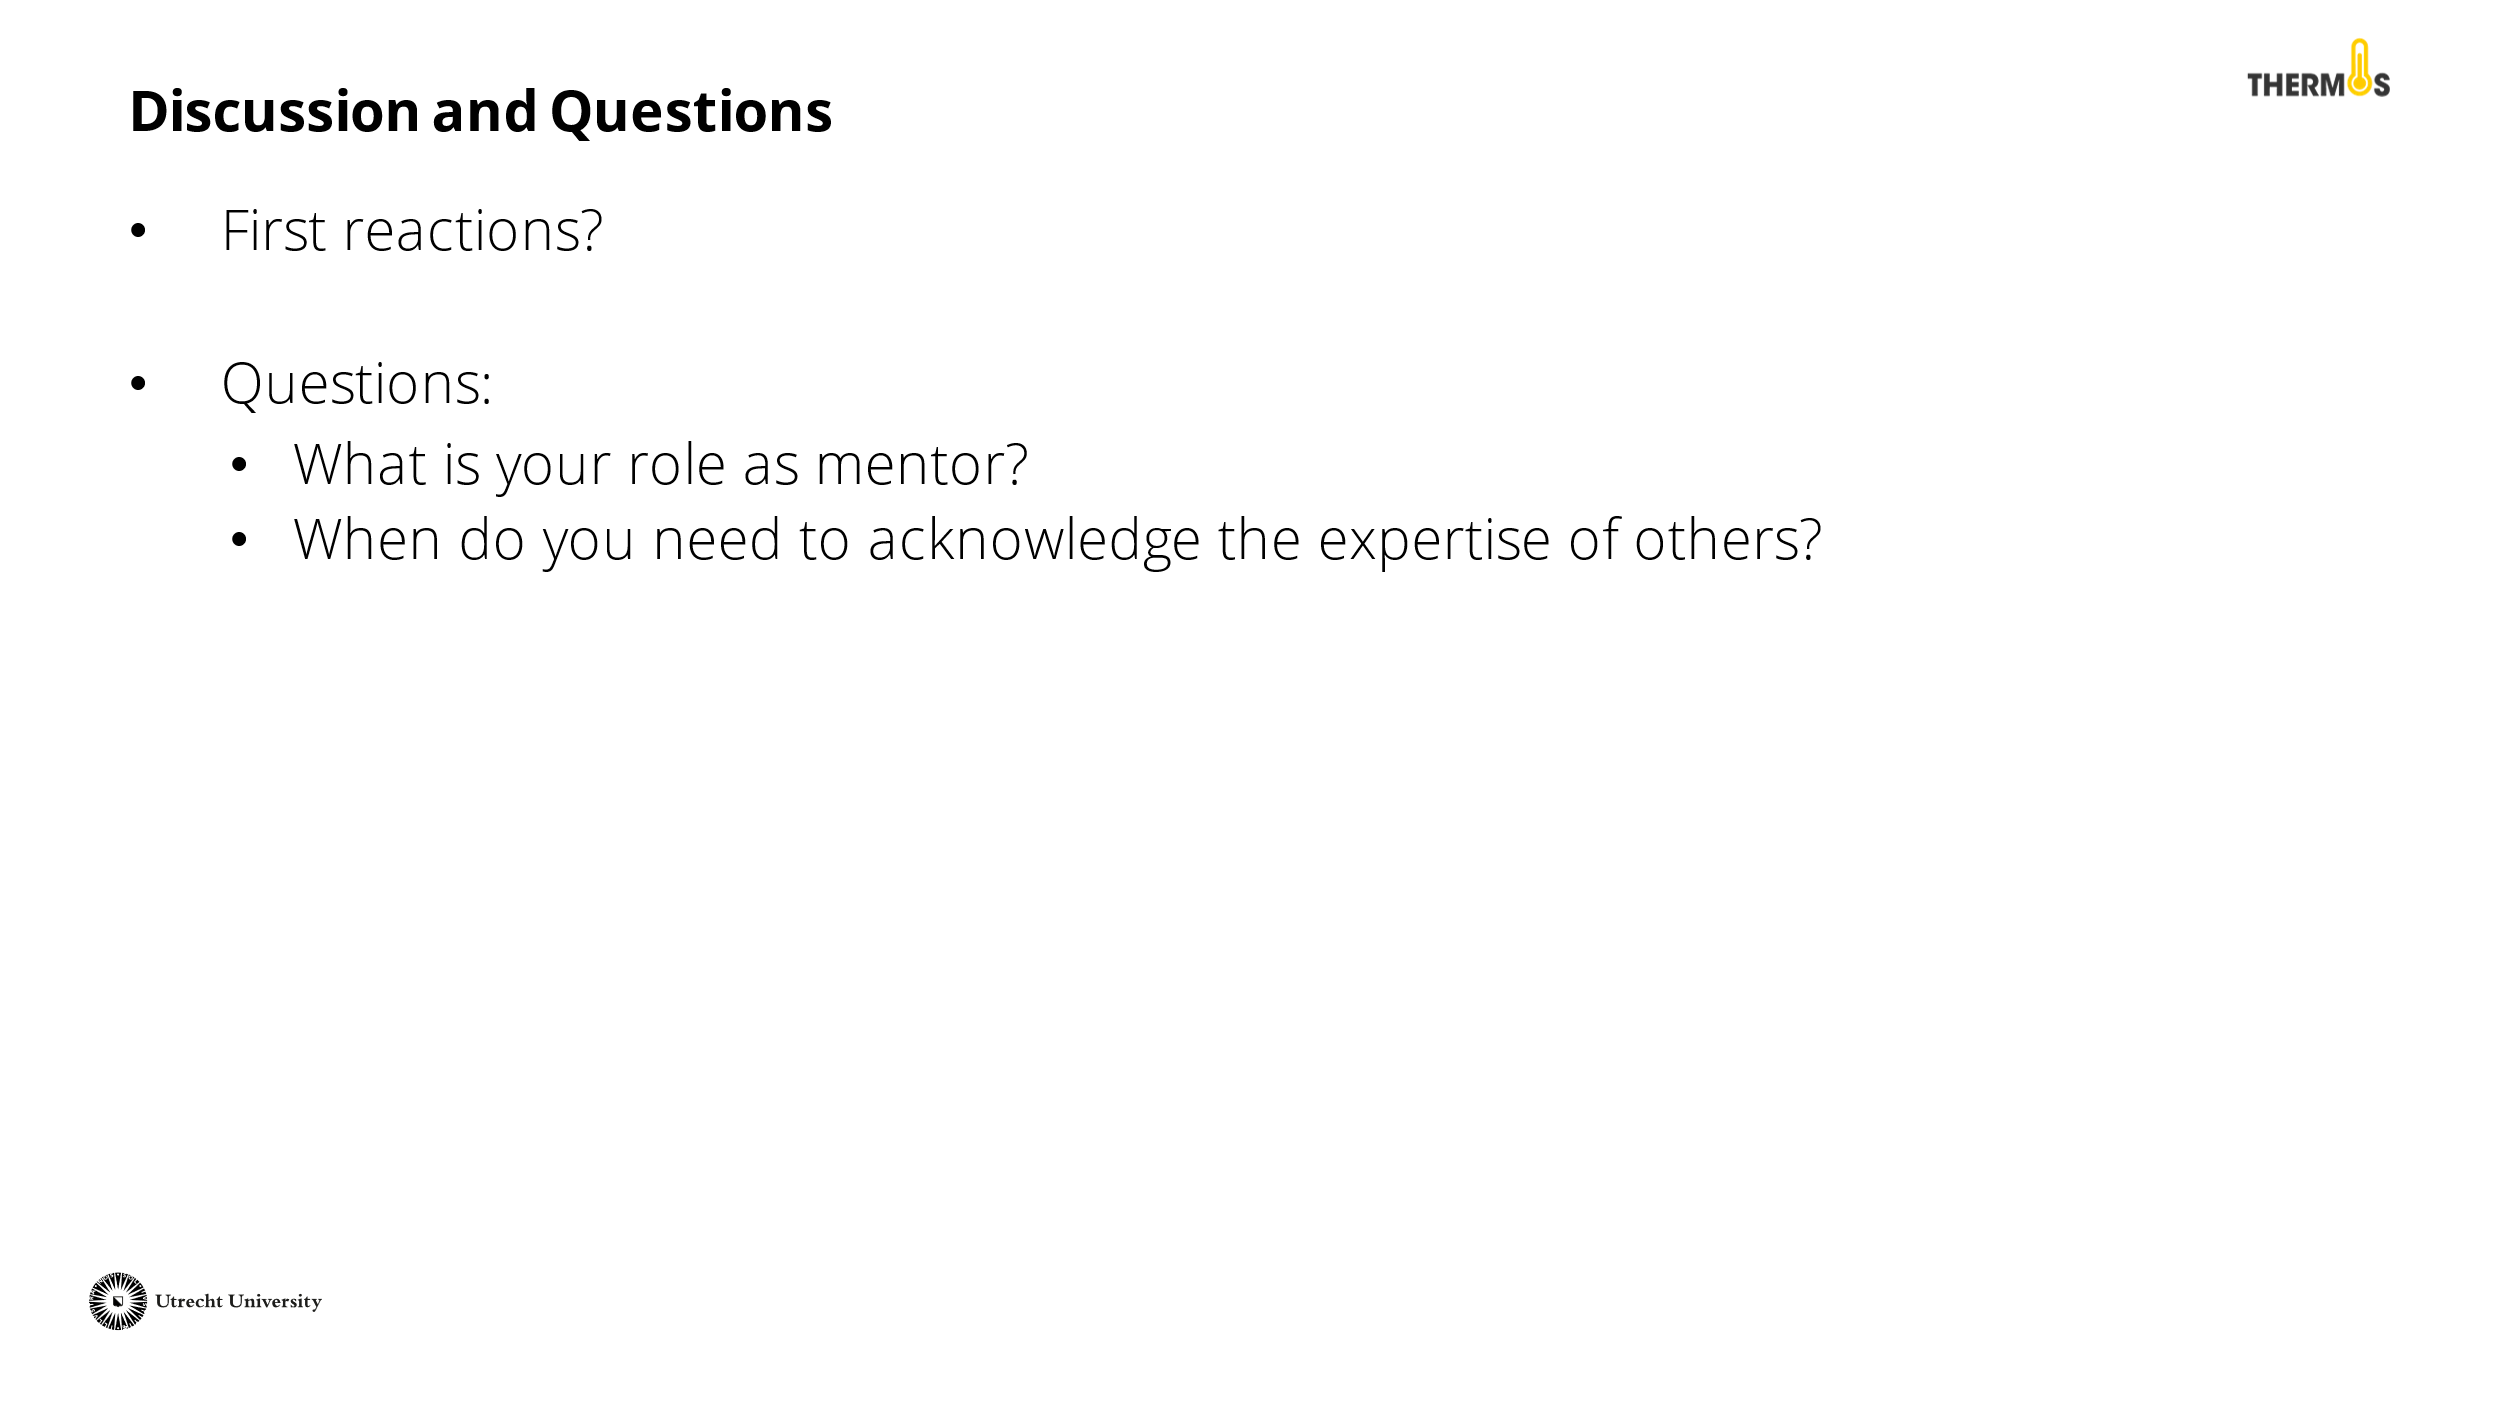 THERMOS
Discussion and Questions
• First reactions?
• Questions:
• What is your role as mentor?
• When do you need to acknowledge the expertise of others?
Utrecht University